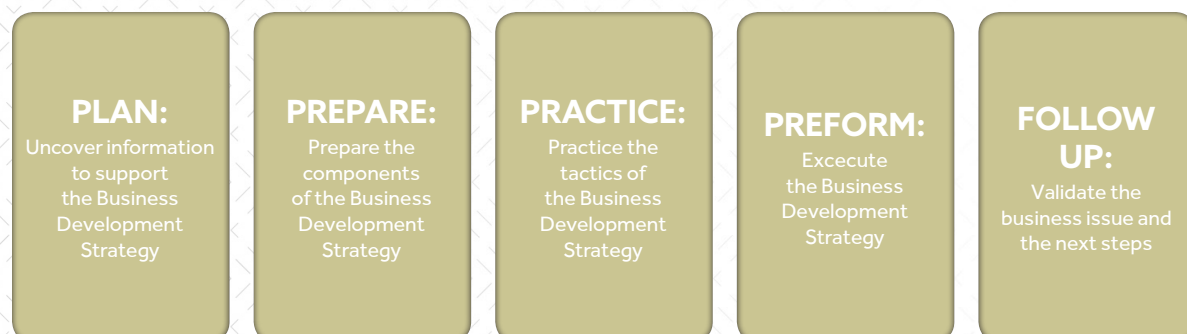 PLAN:
Uncover information
to support
the Business
Development
Strategy
PREPARE:
Prepare the
components
of the Business
Development
Strategy
PRACTICE:
Practice the
tactics of
the Business
Development
Strategy
PREFORM:
Excecute
the Business
Development
Strategy
FOLLOW
UP:
Validate the
business issue and
the next steps